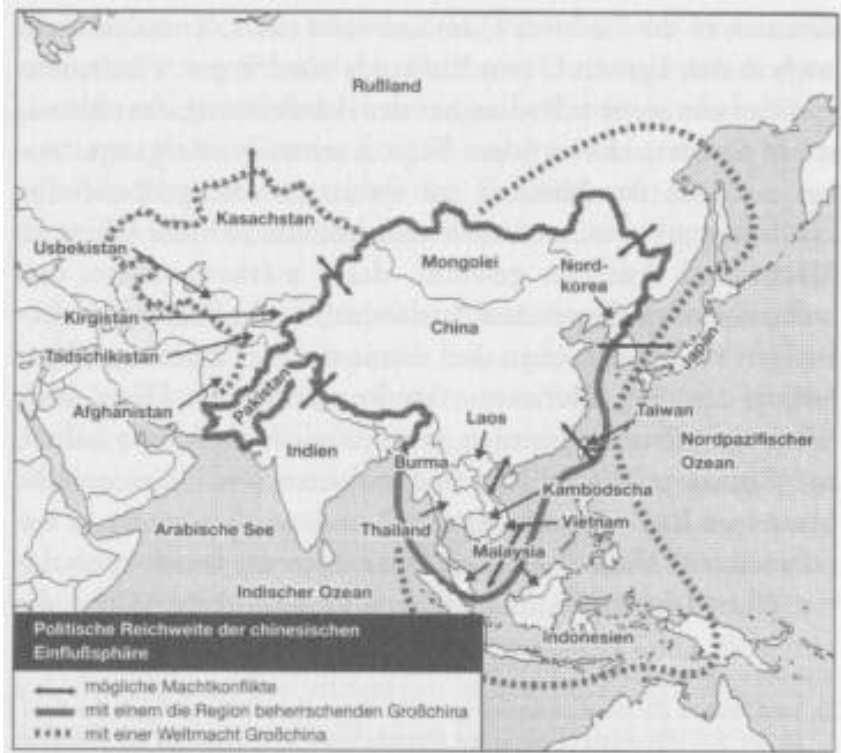 Rußland
Kasachstan
Usbekistan
Mongolei
Nord-
korea
Kirgistan
China
Japan
Tadschikistan
Pakistan
Afghanistan
Laos
Taiwan
Indien
Burma
Nordpazifischer
Ozean
Kambodscha
Arabische See
Thailand
Vietnam
Malaysia
Indischer Ozean
Indonesien
Politische Reichweite der chinesischen
Einflußsphäre
mögliche Machtkonflikte
mit einem die Region beherrschenden Großchina
mit einer Weltmacht Großchina